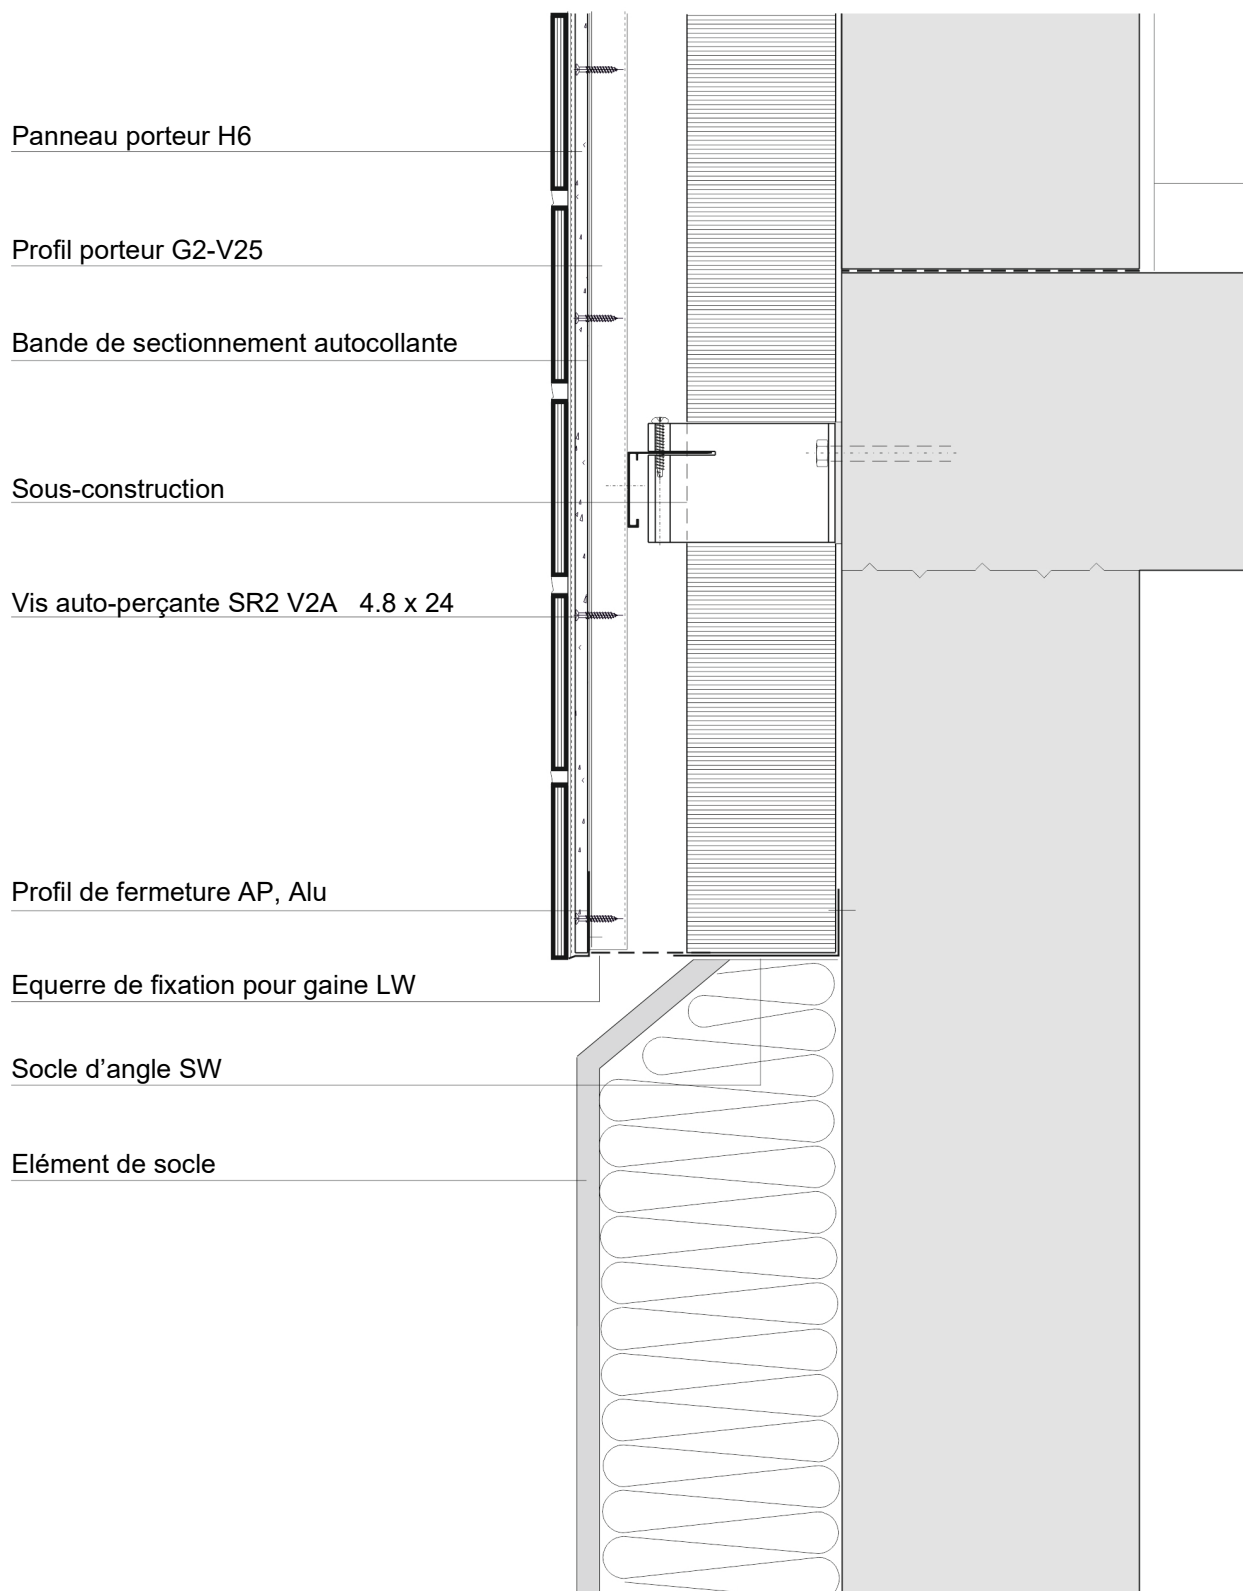 Panneau porteur H6
Profil porteur G2-V25
Bande de sectionnement autocollante
Sous-construction
Vis auto-perçante SR2 V2A   4.8 x 24
Profil de fermeture AP, Alu
Equerre de fixation pour gaine LW
Socle d’angle SW
Elément de socle